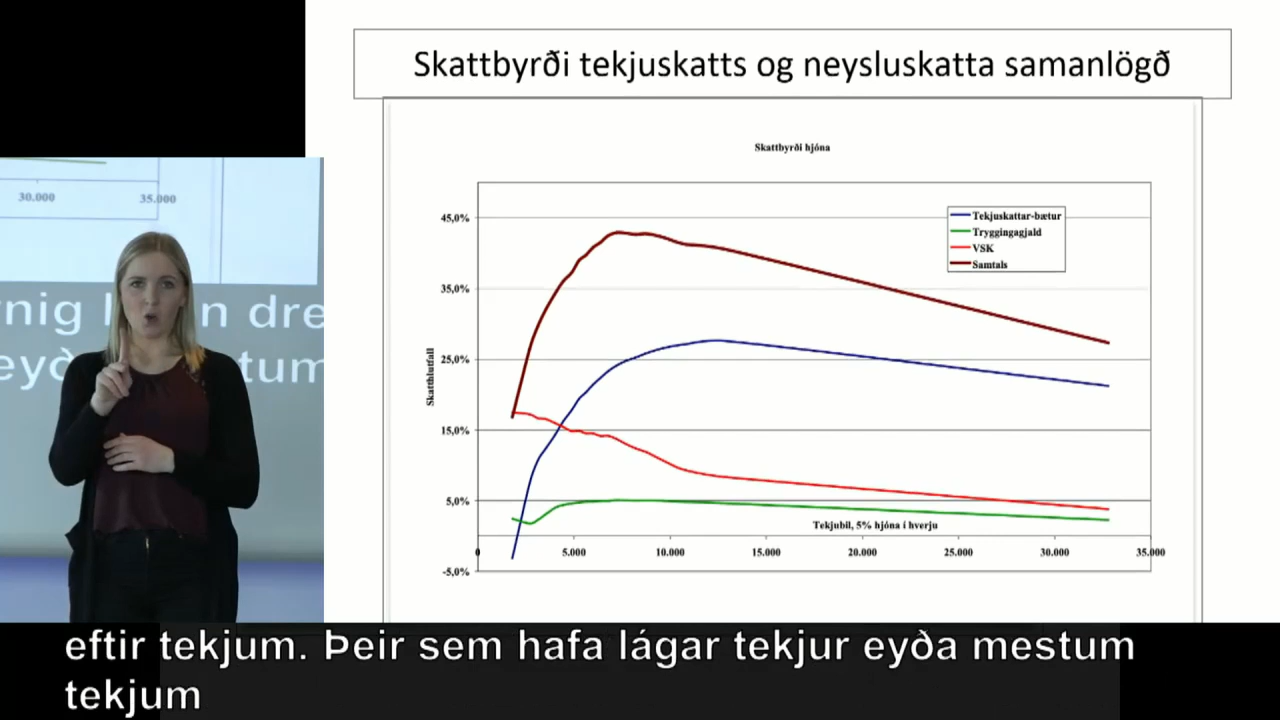 Skattbyrði tekjuskatts og neysluskatta samanlögð
Skattbyrði hjóna
45,0%
35,0%
25,0%
15,0%
5,0%
-5,0%
Skatthlutfall
Tekjuskattar-bætur
Tryggingagjald
VSK
Samtals
Tekjubil, 5% hjóna í hverju
0
5.000
10.000
15.000
20.000
25.000
30.000
35.000
30.000
35.000
eftir tekjum. Þeir sem hafa lágar tekjur eyða mestum
tekjum